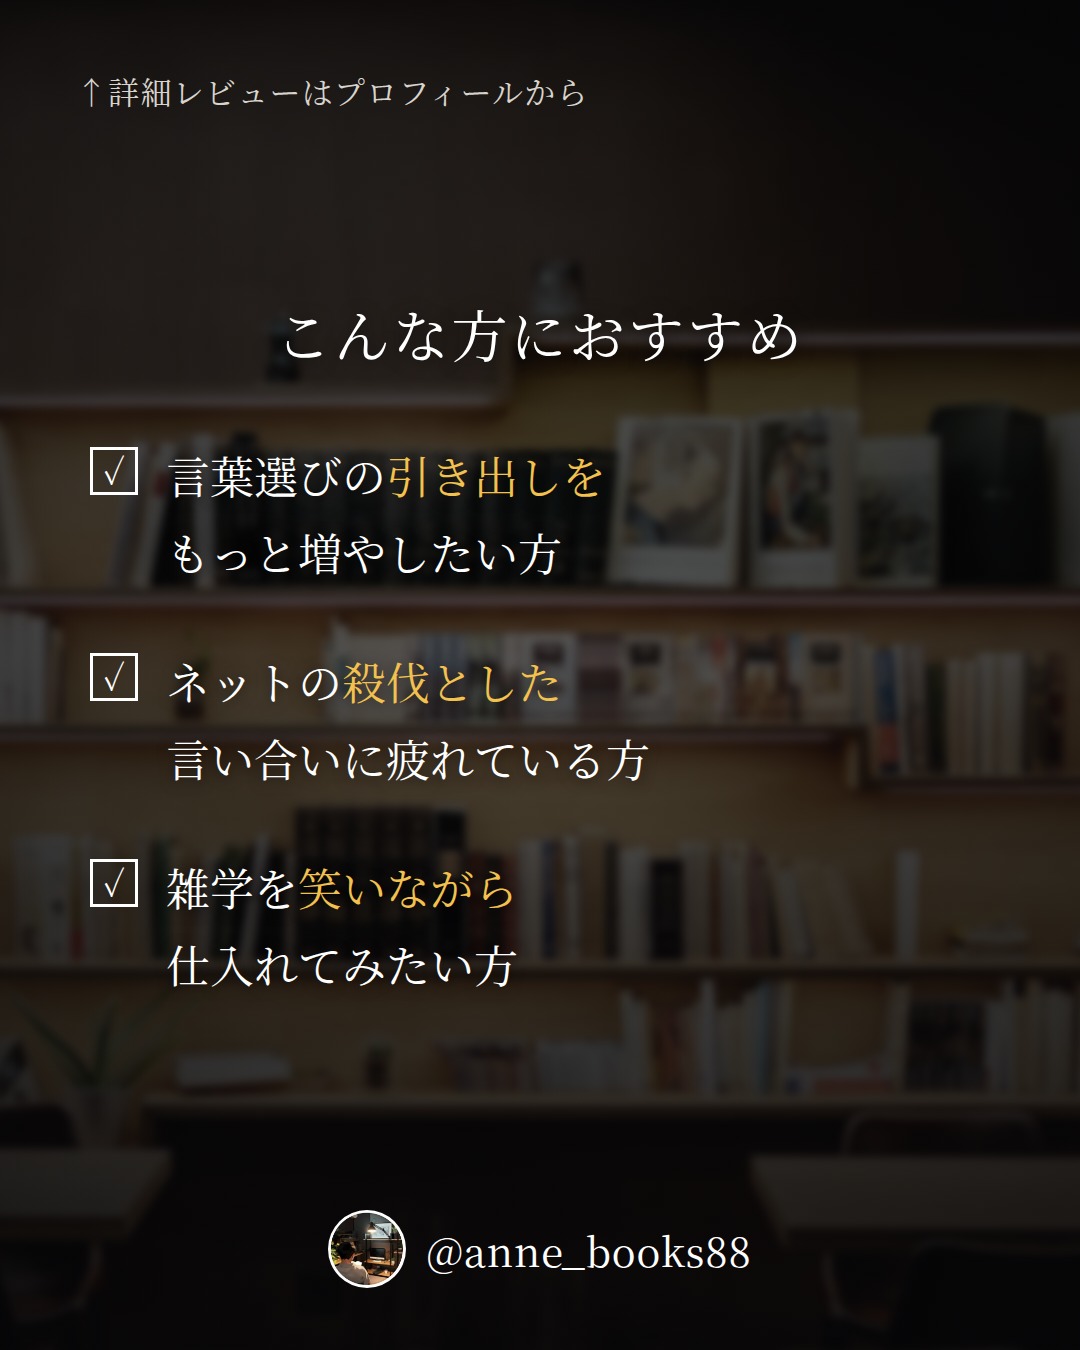 ↑詳細レビューはプロフィールから
こんな方におすすめ
√ 言葉選びの引き出しを
もっと増やしたい方
√ ネットの殺伐とした
言い合いに疲れている方
√ 雑学を笑いながら
仕入れてみたい方
@anne_books88